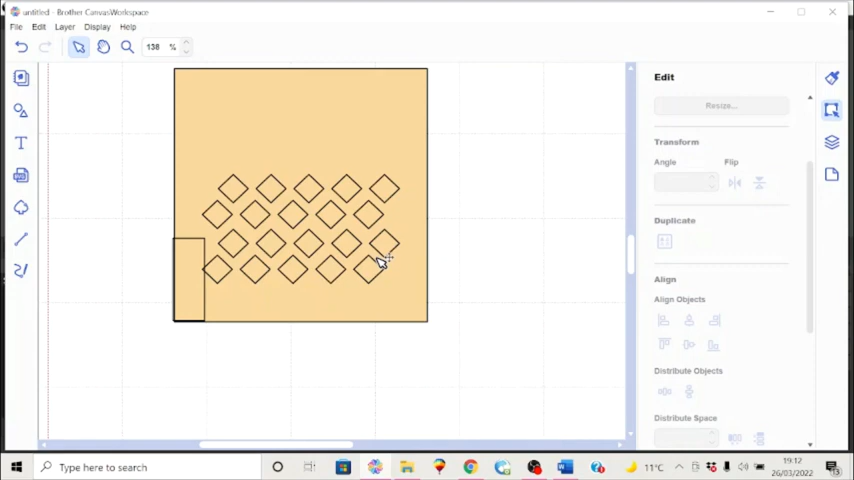 untitled - Brother CanvasWorkspace
File Edit Layer Display Help
138 %
Edit
Resize...
Transform
Angle Flip
Duplicate
Align
Align Objects
Distribute Objects
Distribute Space
Type here to search
11°C
19:12
26/03/2022